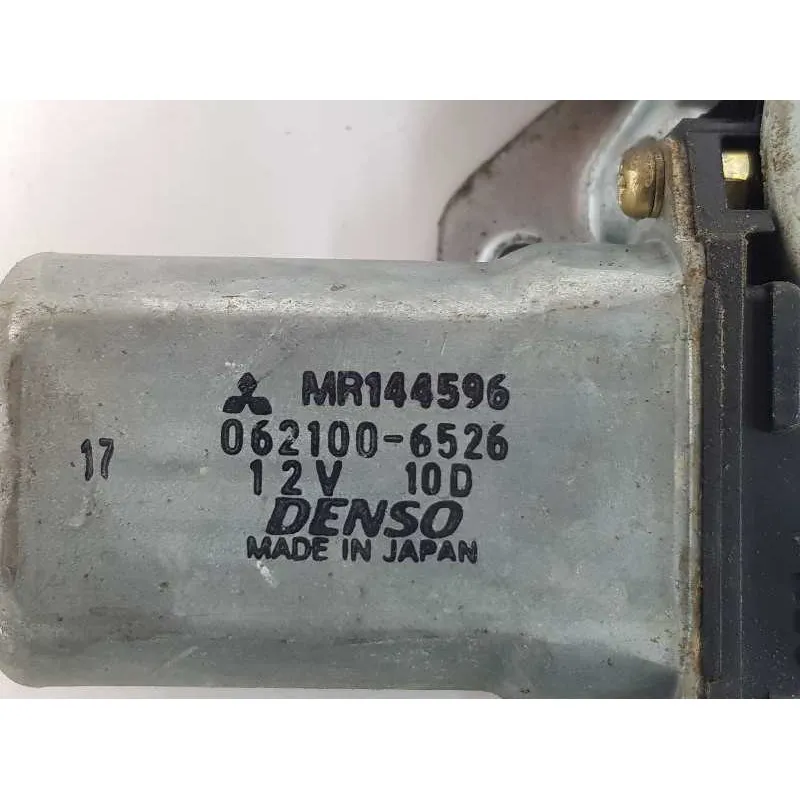 MR144596
062100-6526
17
12V 10D
DENSO
MADE IN JAPAN